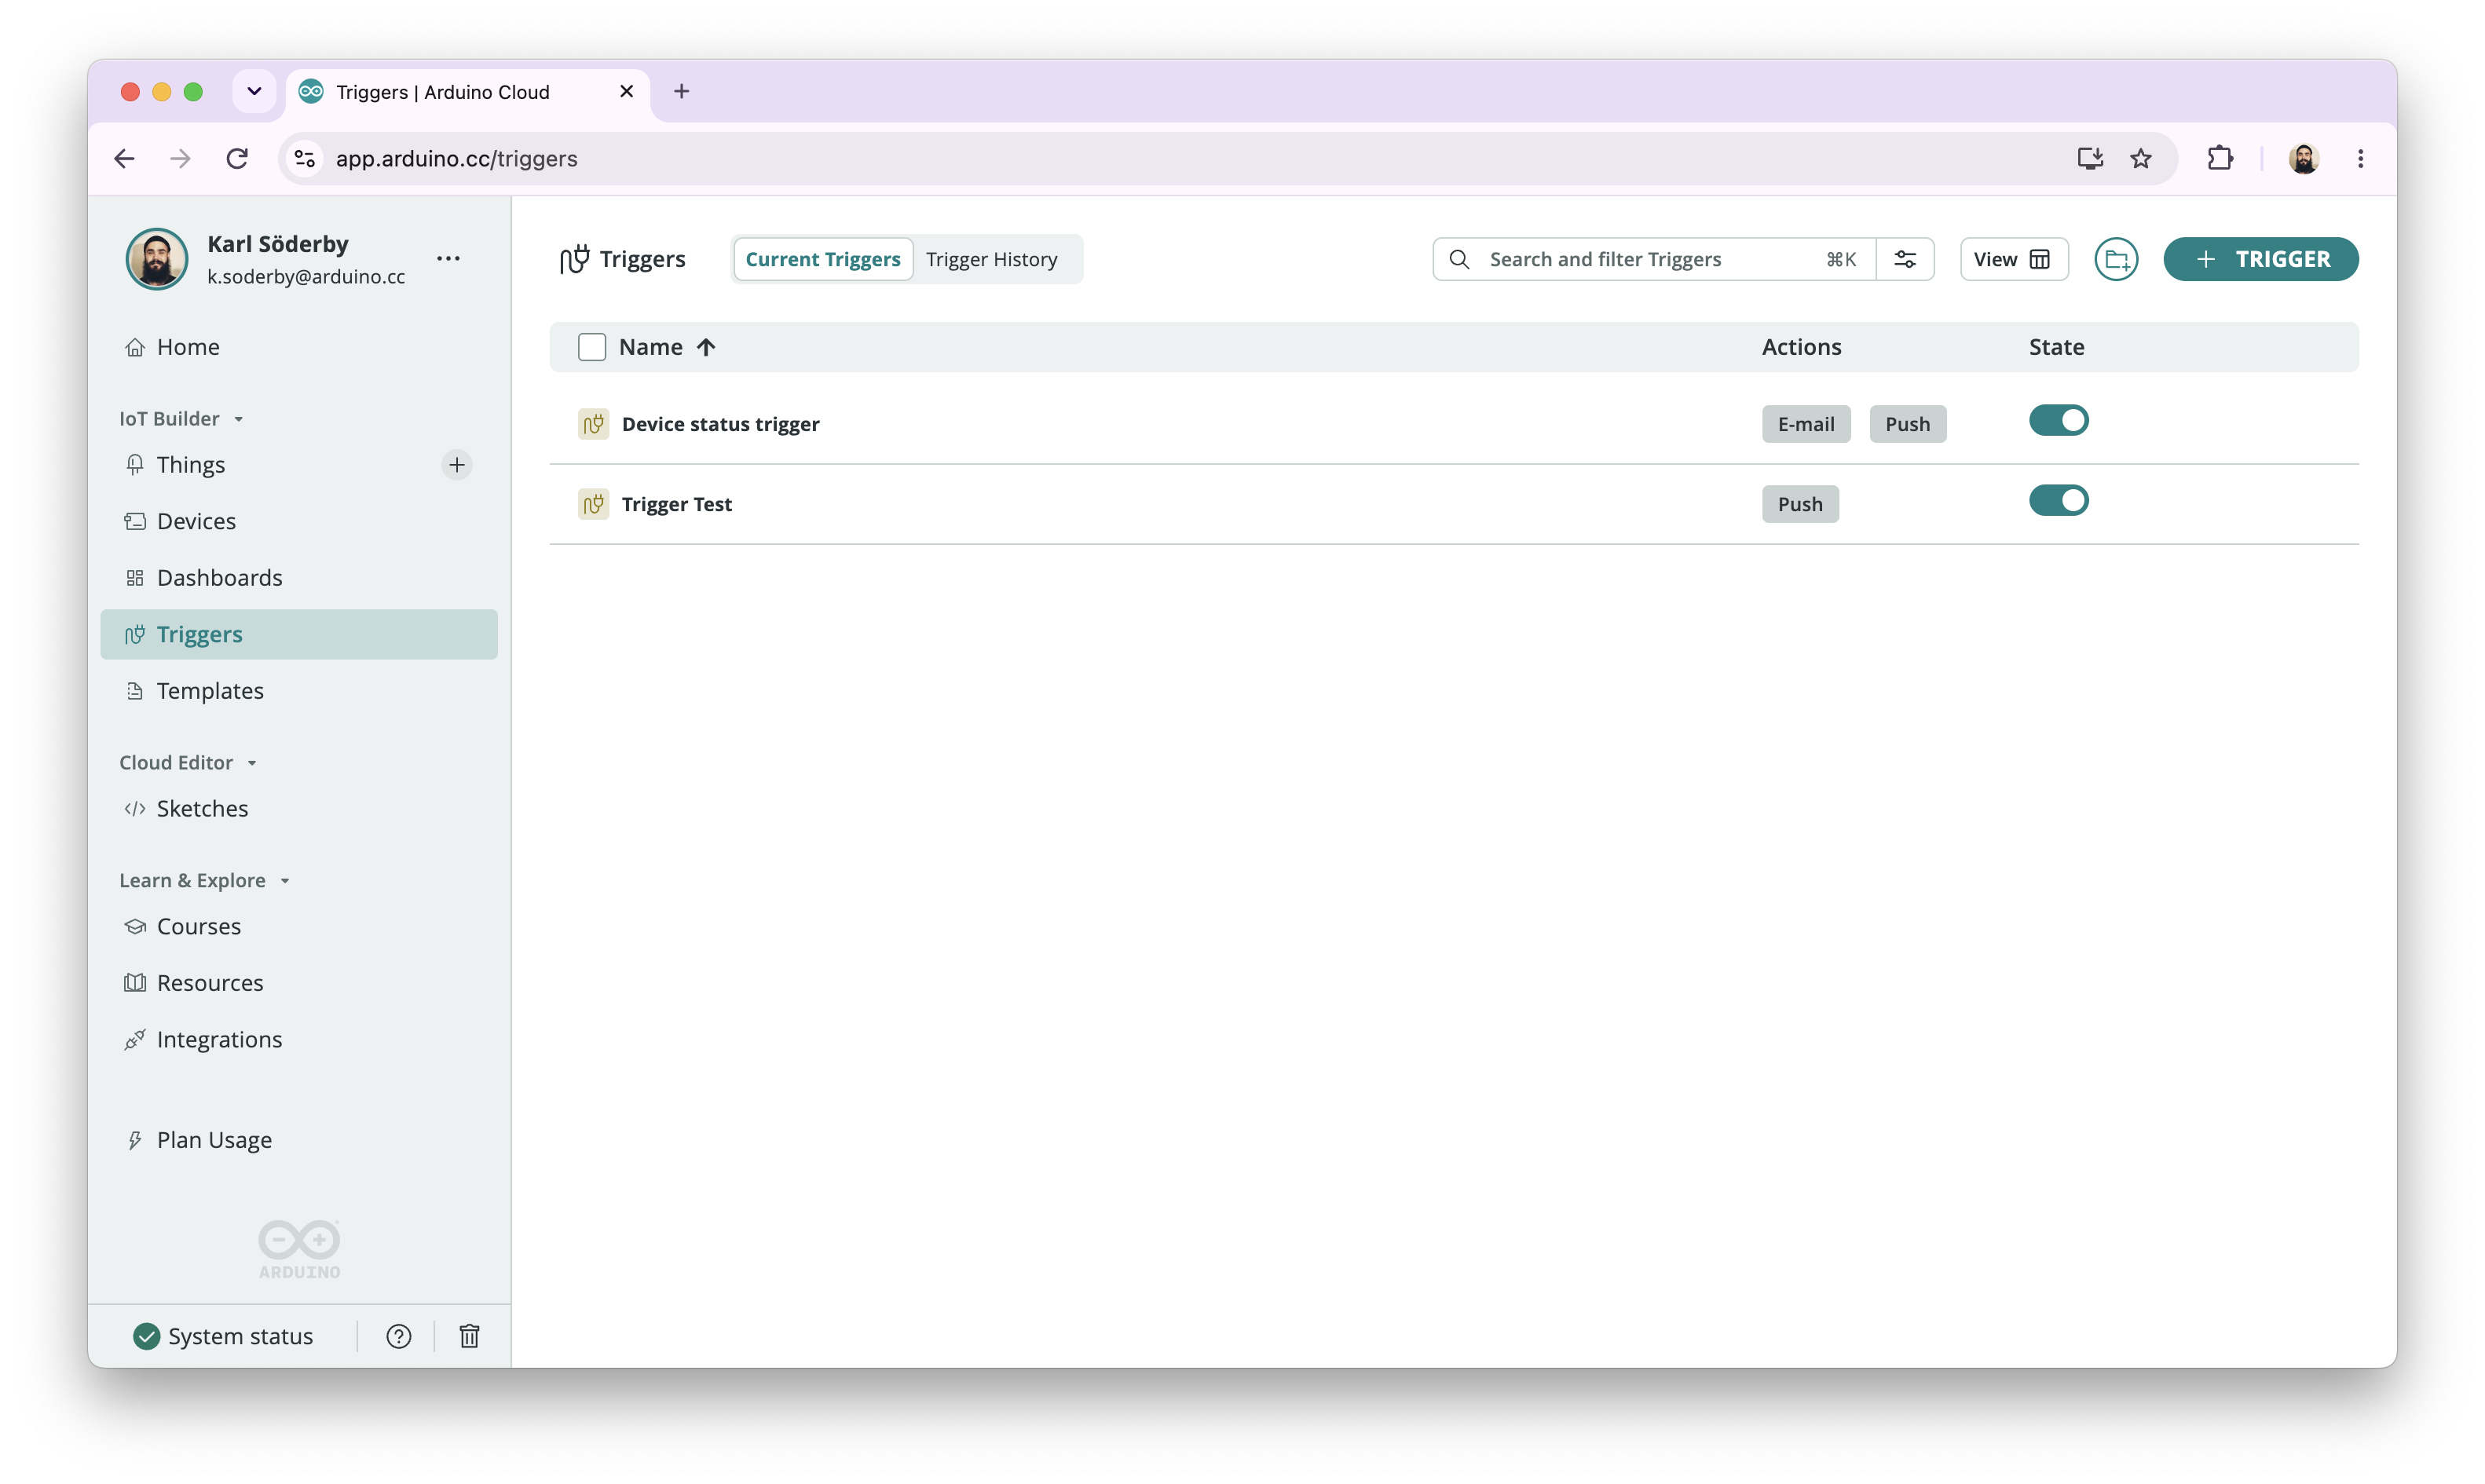 Triggers | Arduino Cloud
app.arduino.cc/triggers
Karl Söderby
k.soderby@arduino.cc
Home
IoT Builder
Things
Devices
Dashboards
Triggers
Templates
Cloud Editor
Sketches
Learn & Explore
Courses
Resources
Integrations
Plan Usage
ARDUINO
System status
Triggers
Current Triggers
Trigger History
Search and filter Triggers ⌘K
View
+ TRIGGER
Name Actions State
Device status trigger E-mail Push
Trigger Test Push